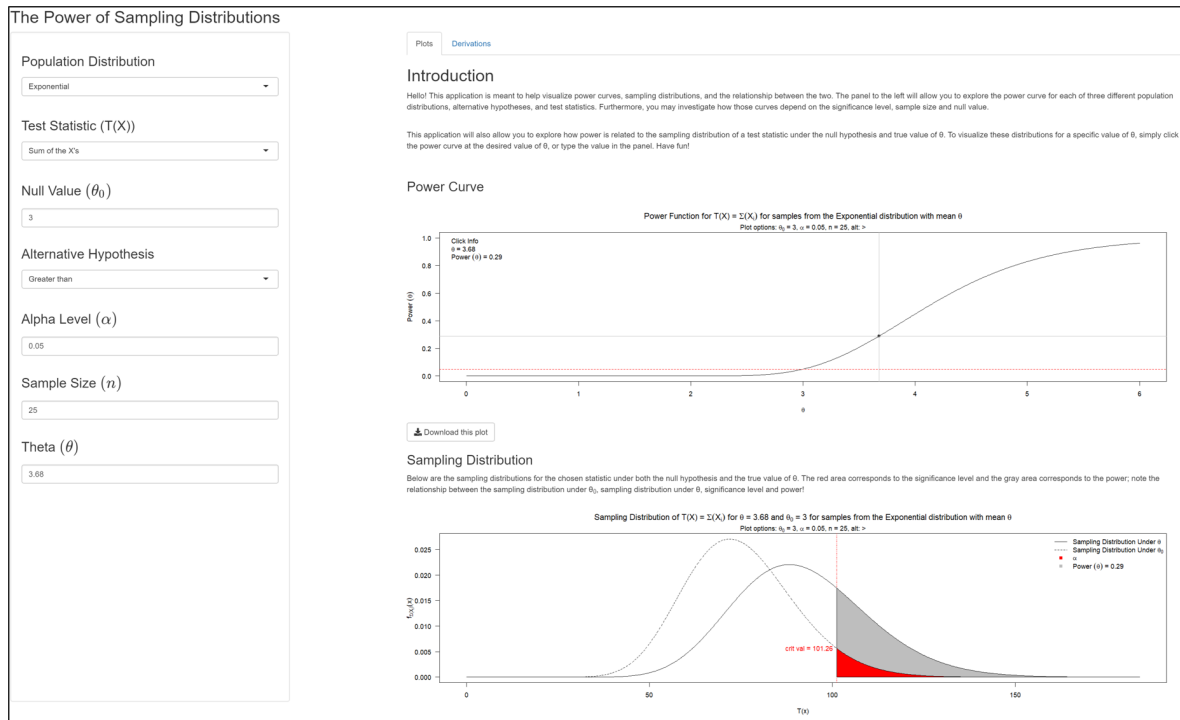 The Power of Sampling Distributions
Population Distribution
Exponential
Test Statistic (T(X))
Sum of the X's
Null Value (θ₀)
3
Alternative Hypothesis
Greater than
Alpha Level (α)
0.05
Sample Size (n)
25
Theta (θ)
3.68
Plots
Derivations
Introduction
Hello! This application is meant to help visualize power curves, sampling distributions, and the relationship between the two. The panel to the left will allow you to explore the power curve for each of three different population
distributions, alternative hypotheses, and test statistics. Furthermore, you may investigate how those curves depend on the significance level, sample size and null value.
This application will also allow you to explore how power is related to the sampling distribution of a test statistic under the null hypothesis and true value of θ. To visualize these distributions for a specific value of θ, simply click
the power curve at the desired value of θ, or type the value in the panel. Have fun!
Power Curve
Power Function for T(X) = Σ(Xᵢ) for samples from the Exponential distribution with mean θ
Plot options: θ₀ = 3, α = 0.05, n = 25, alt: >
Click Info
θ = 3.68
Power (θ) = 0.29
Power (θ)
1.0
0.8
0.6
0.4
0.2
0.0
0 1 2 3 4 5 6
θ
Download this plot
Sampling Distribution
Below are the sampling distributions for the chosen statistic under both the null hypothesis and the true value of θ. The red area corresponds to the significance level and the gray area corresponds to the power; note the
relationship between the sampling distribution under θ₀, sampling distribution under θ, significance level and power!
Sampling Distribution of T(X) = Σ(Xᵢ) for θ = 3.68 and θ₀ = 3 for samples from the Exponential distribution with mean θ
Plot options: θ₀ = 3, α = 0.05, n = 25, alt: >
Sampling Distribution Under θ
Sampling Distribution Under θ₀
α
Power (θ) = 0.29
0.025
0.020
0.015
0.010
0.005
0.000
crit val = 101.26
0 50 100 150
T(x)